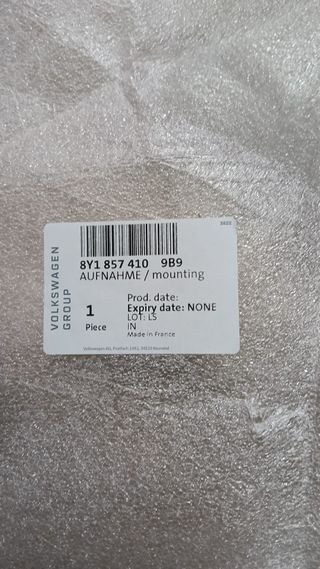 VOLKSWAGEN
GROUP
8Y1 857 410 9B9
AUFNAHME / mounting
1
Piece
Prod. date:
Expiry date: NONE
LOT: LS
IN
Made in France